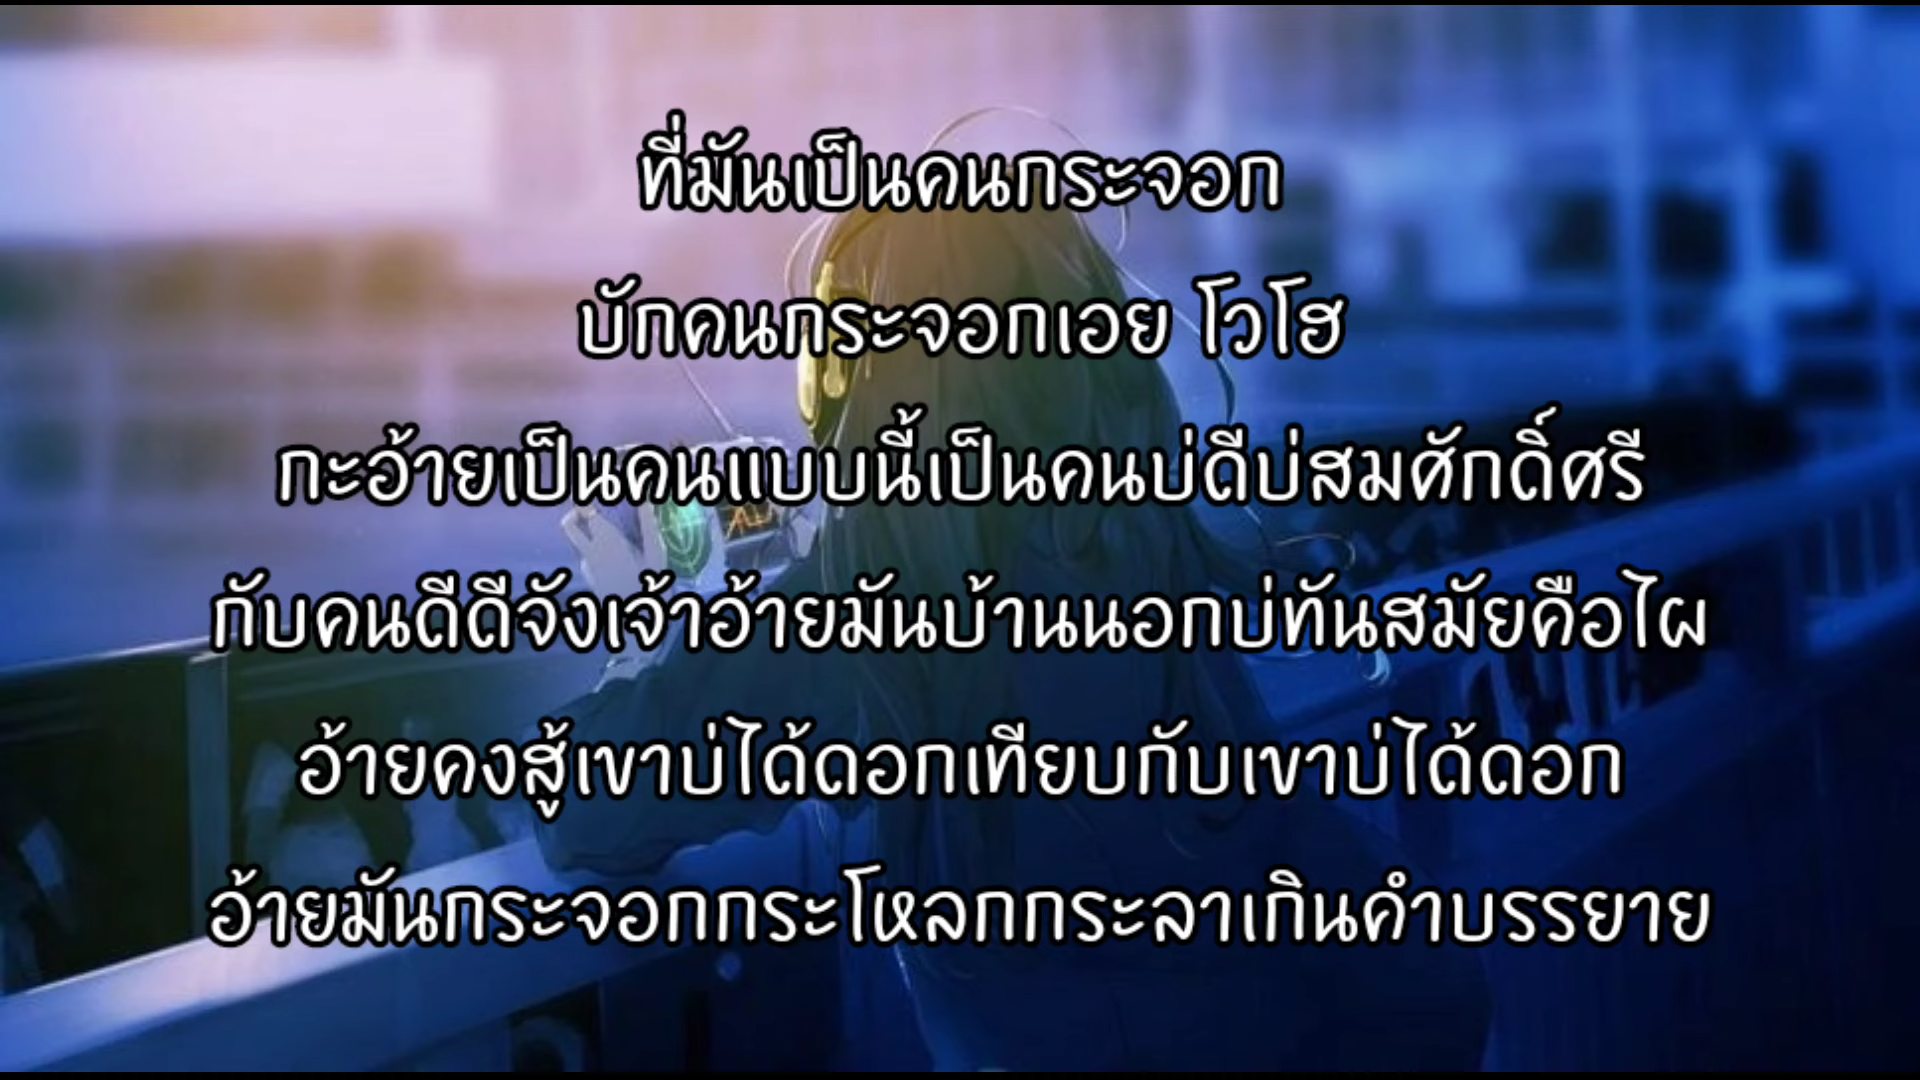 ที่มันเป็นคนกระจอก
บักคนกระจอกเอย โวโฮ
กะอ้ายเป็นคนแบบนี้เป็นคนบ่ดีบ่สมศักดิ์ศรี
กับคนดีดีจังเจ้าอ้ายมันบ้านนอกบ่ทันสมัยคือไผ
อ้ายคงสู้เขาบ่ได้ดอกเทียบกับเขาบ่ได้ดอก
อ้ายมันกระจอกกระโหลกกระลาเกินคำบรรยาย